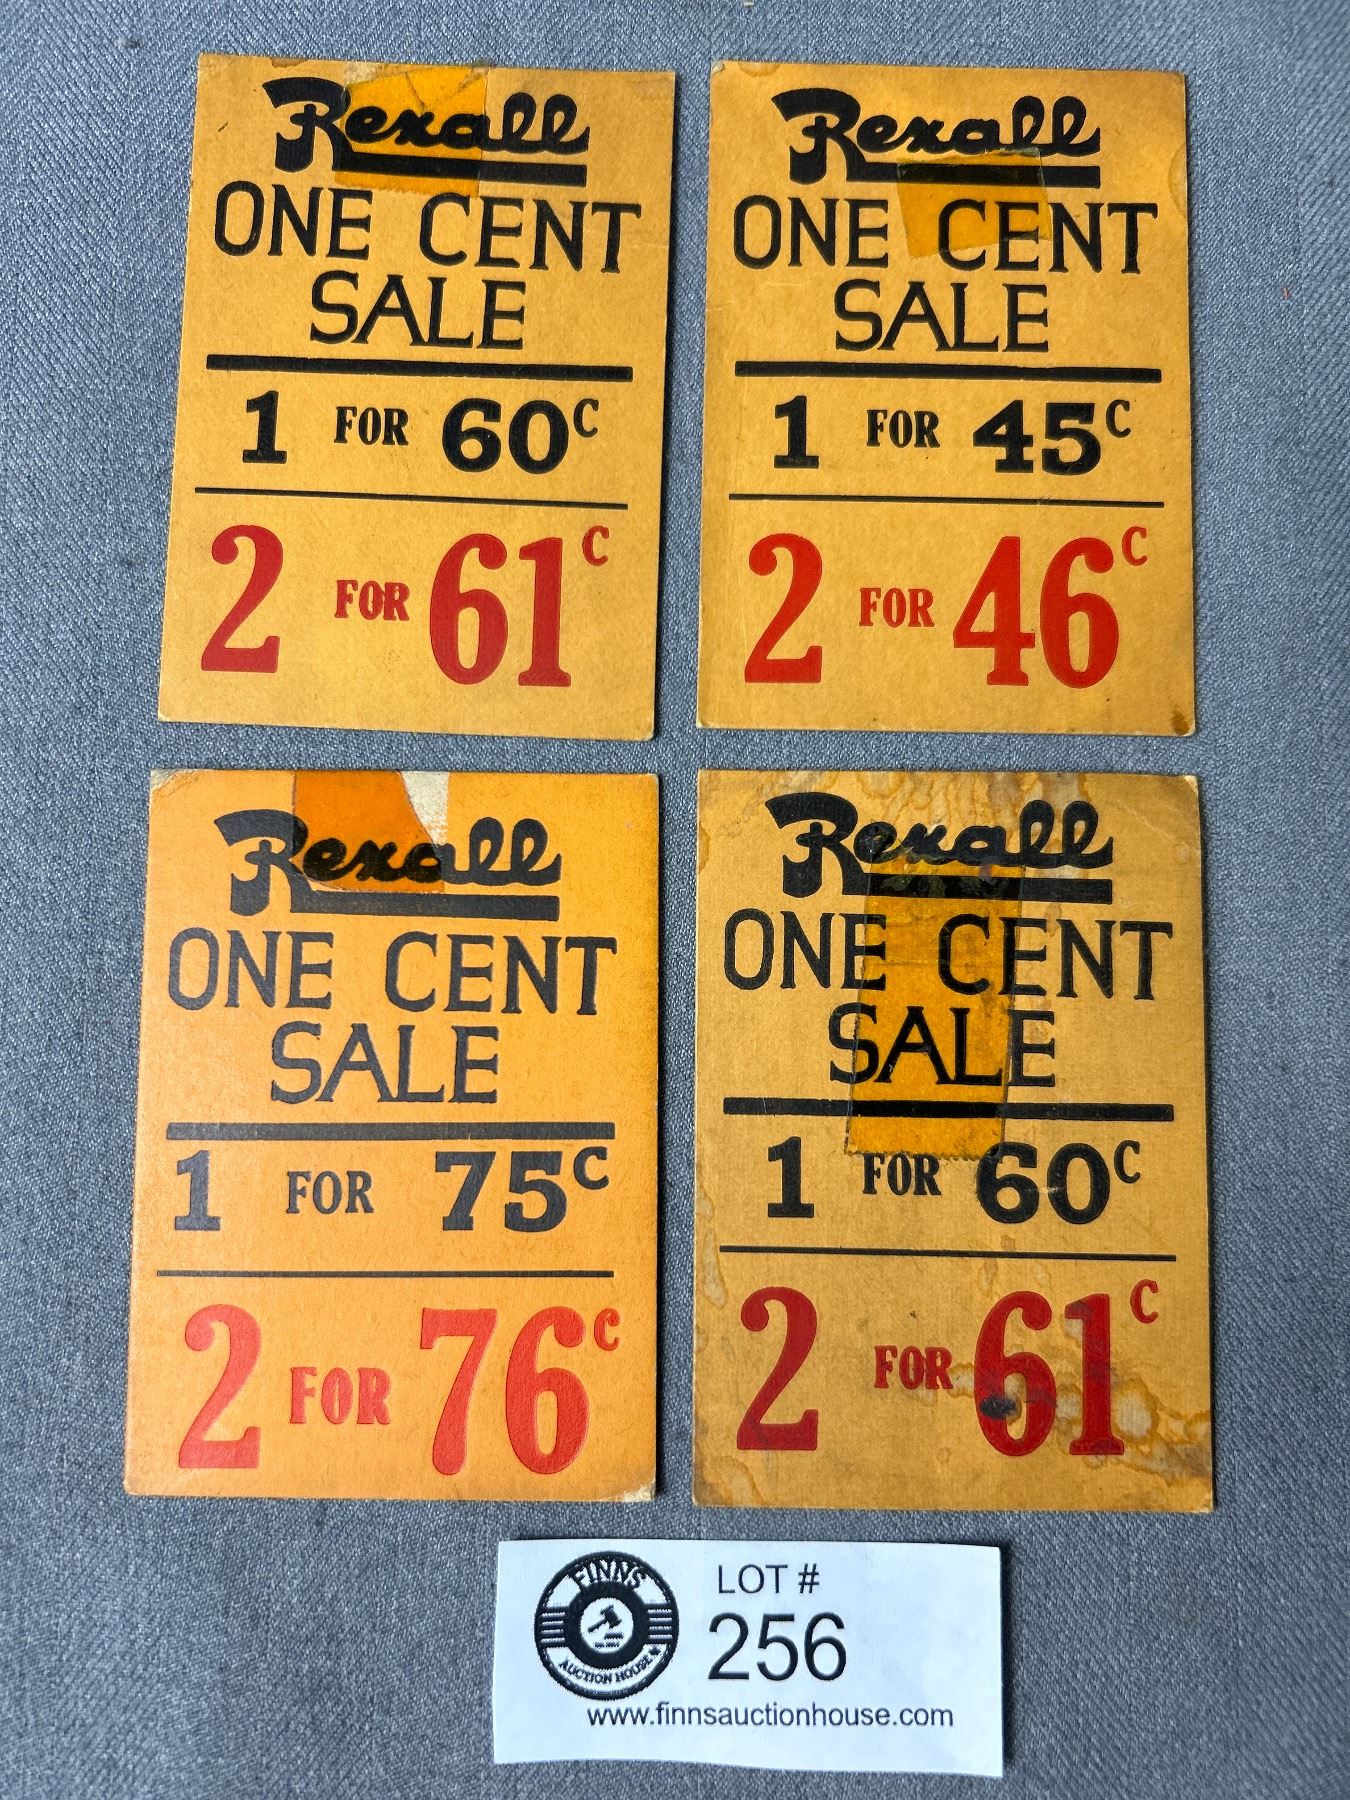 Rexall
ONE CENT
SALE
1 FOR 60c
2 FOR 61c
Rexall
ONE CENT
SALE
1 FOR 45c
2 FOR 46c
Rexall
ONE CENT
SALE
1 FOR 75c
2 FOR 76c
Rexall
ONE CENT
SALE
1 FOR 60c
2 FOR 61c
FINNS
AUCTION HOUSE
LOT #
256
www.finnsauctionhouse.com